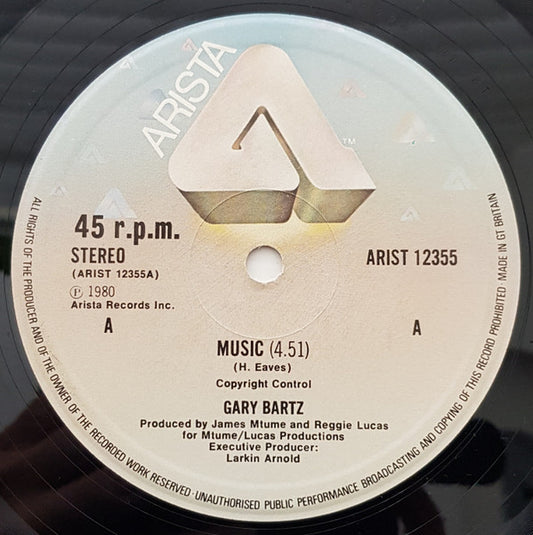 ARISTA
TM
45 r.p.m.
STEREO
(ARIST 12355A)
℗ 1980
Arista Records Inc.
A
ARIST 12355
A
MUSIC (4.51)
(H. Eaves)
Copyright Control
GARY BARTZ
Produced by James Mtume and Reggie Lucas
for Mtume/Lucas Productions
Executive Producer:
Larkin Arnold
ALL RIGHTS OF THE PRODUCER AND OF THE OWNER OF THE RECORDED WORK RESERVED · UNAUTHORISED PUBLIC PERFORMANCE BROADCASTING AND COPYING OF THIS RECORD PROHIBITED · MADE IN GT BRITAIN